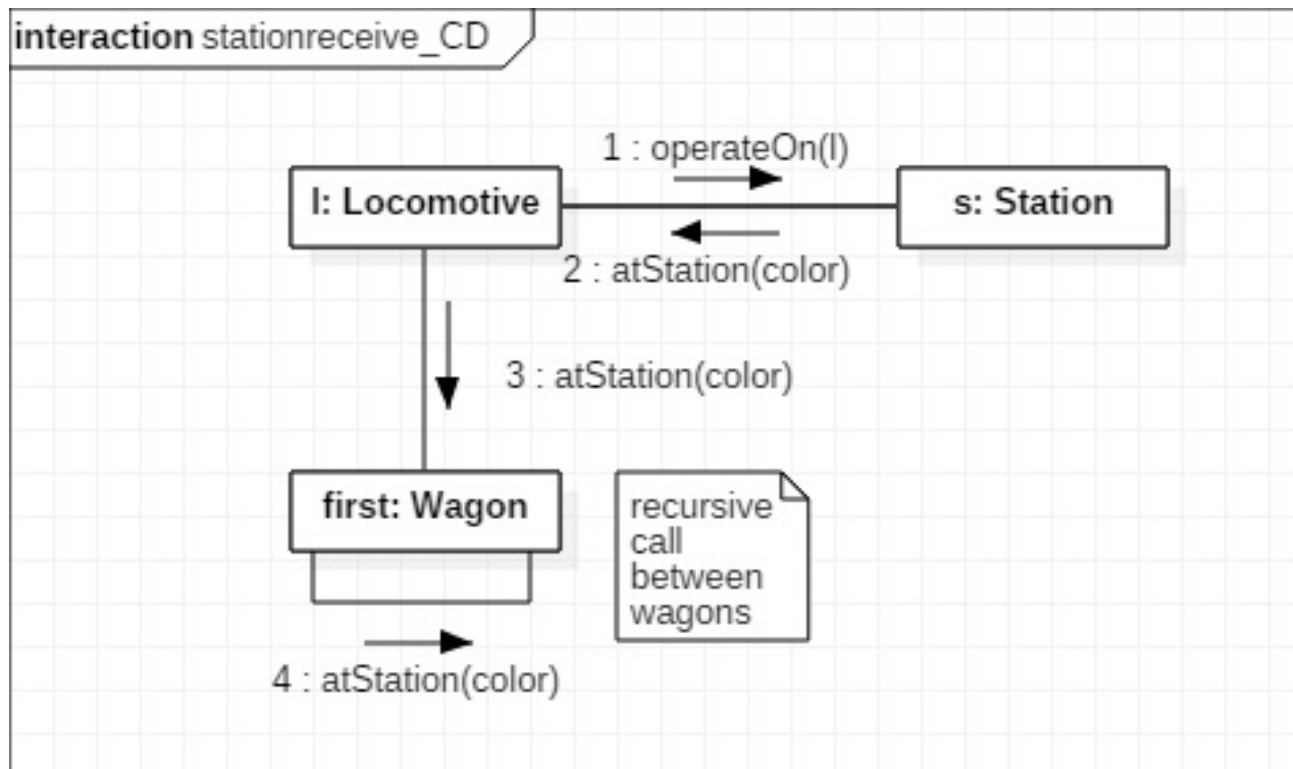 interaction stationreceive_CD
1 : operateOn(l)
l: Locomotive
s: Station
2 : atStation(color)
3 : atStation(color)
first: Wagon
recursive
call
between
wagons
4 : atStation(color)